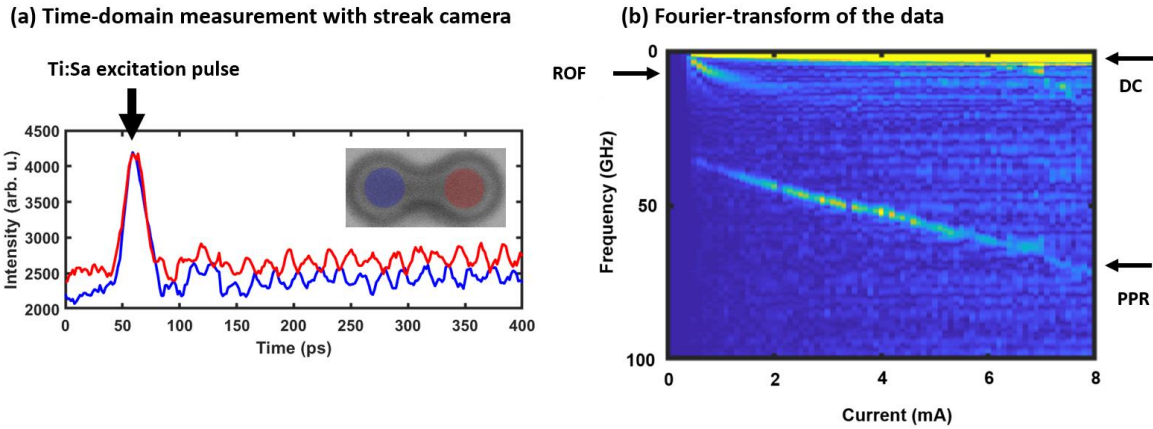 (a) Time-domain measurement with streak camera
Ti:Sa excitation pulse
4500
4000
3500
3000
2500
2000
Intensity (arb. u.)
0 50 100 150 200 250 300 350 400
Time (ps)
(b) Fourier-transform of the data
ROF
DC
PPR
0
50
100
Frequency (GHz)
0 2 4 6 8
Current (mA)